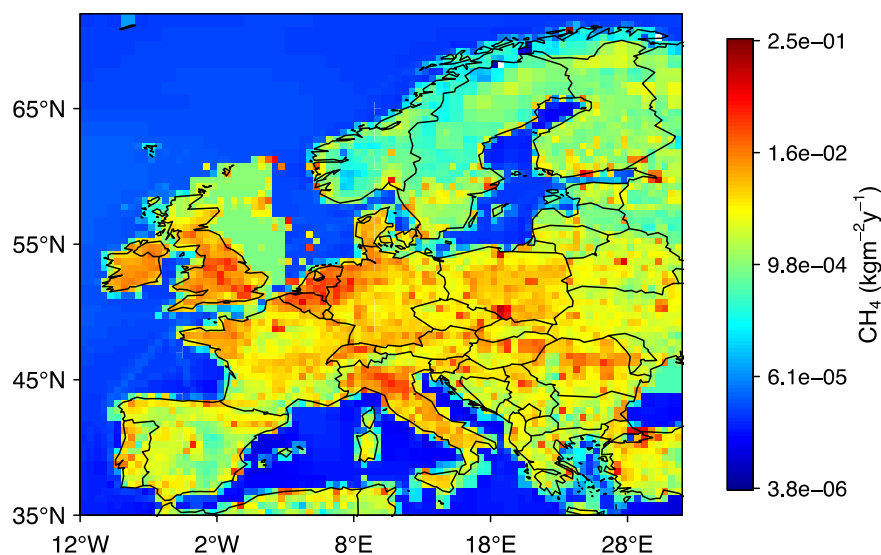 65°N
55°N
45°N
35°N
12°W
2°W
8°E
18°E
28°E
2.5e−01
1.6e−02
9.8e−04
6.1e−05
3.8e−06
CH₄ (kgm⁻²y⁻¹)